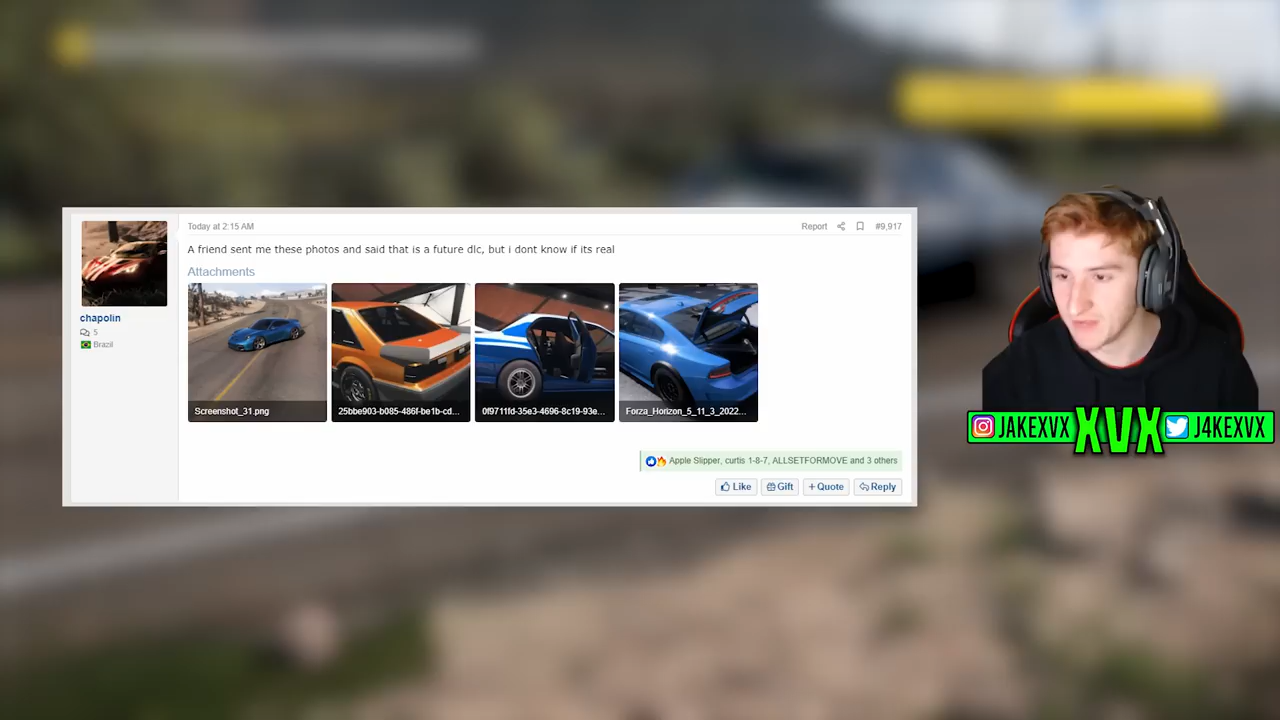 Today at 2:15 AM
Report
#9,917
A friend sent me these photos and said that is a future dlc, but i dont know if its real
Attachments
chapolin
5
Brazil
Screenshot_31.png
25bbe903-b085-486f-be1b-cd...
0f9711fd-35e3-4696-8c19-93e...
Forza_Horizon_5_11_3_2022...
Apple Slipper, curtis 1-8-7, ALLSETFORMOVE and 3 others
Like
Gift
+ Quote
Reply
JAKEXVX
XVX
J4KEXVX